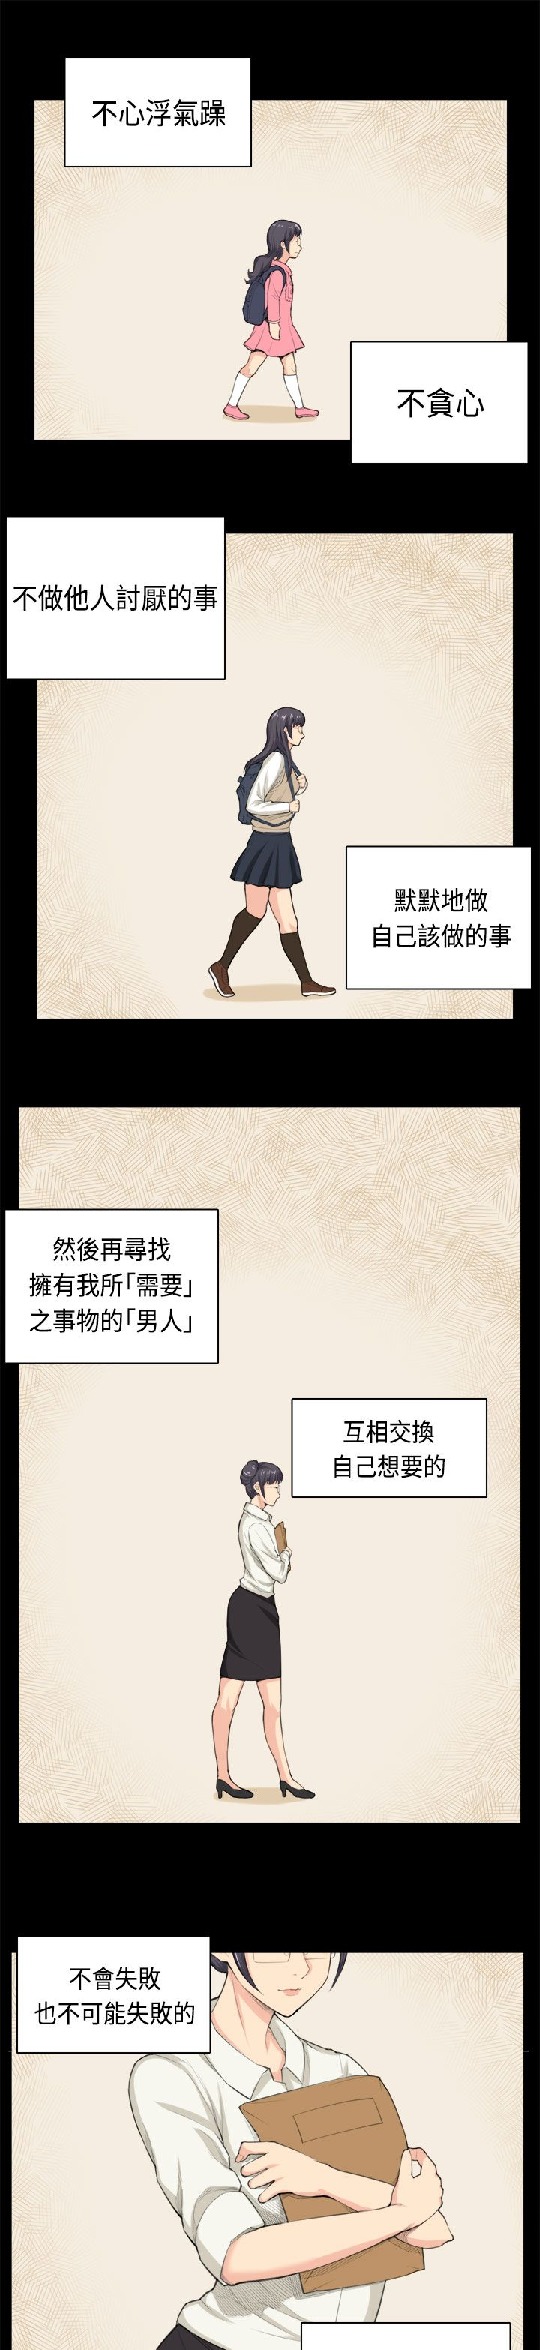 不心浮氣躁
不貪心
不做他人討厭的事
默默地做
自己該做的事
然後再尋找
擁有我所「需要」
之事物的「男人」
互相交換
自己想要的
不會失敗
也不可能失敗的